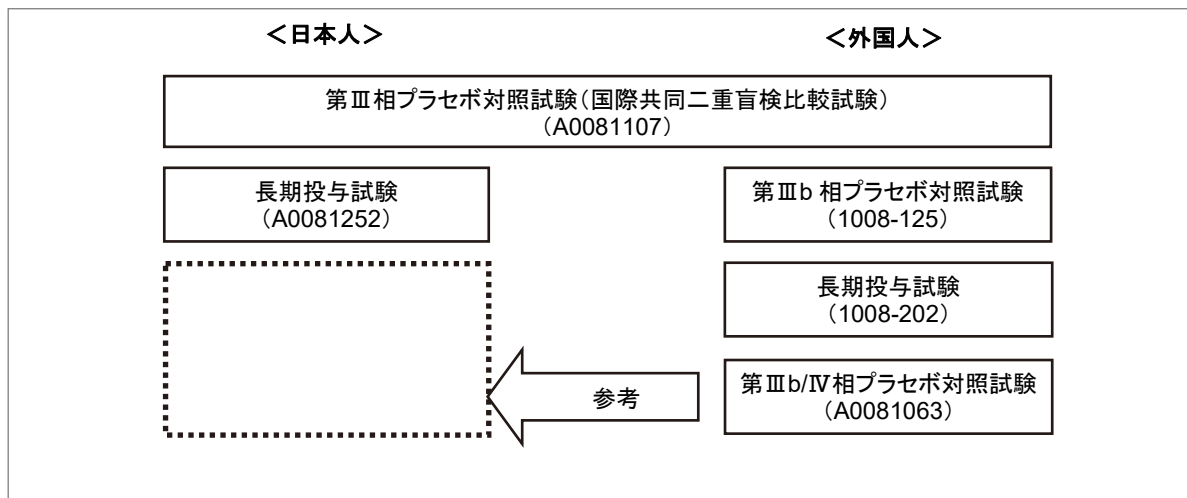 ＜日本人＞
＜外国人＞
第Ⅲ相プラセボ対照試験（国際共同二重盲検比較試験）
（A0081107）
長期投与試験
（A0081252）
第Ⅲb 相プラセボ対照試験
（1008-125）
長期投与試験
（1008-202）
第Ⅲb/Ⅳ相プラセボ対照試験
（A0081063）
参考